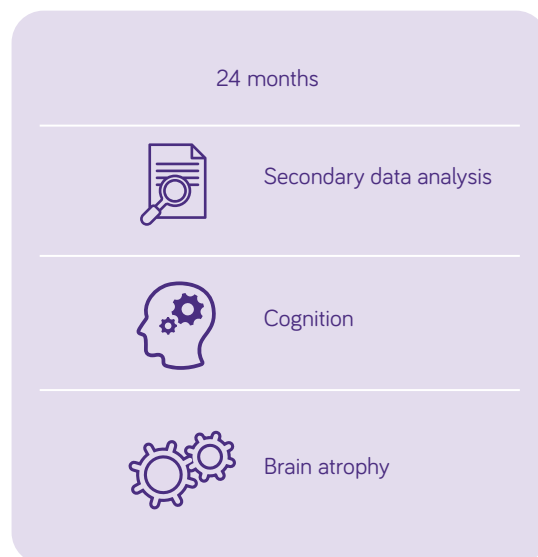 24 months
Secondary data analysis
Cognition
Brain atrophy